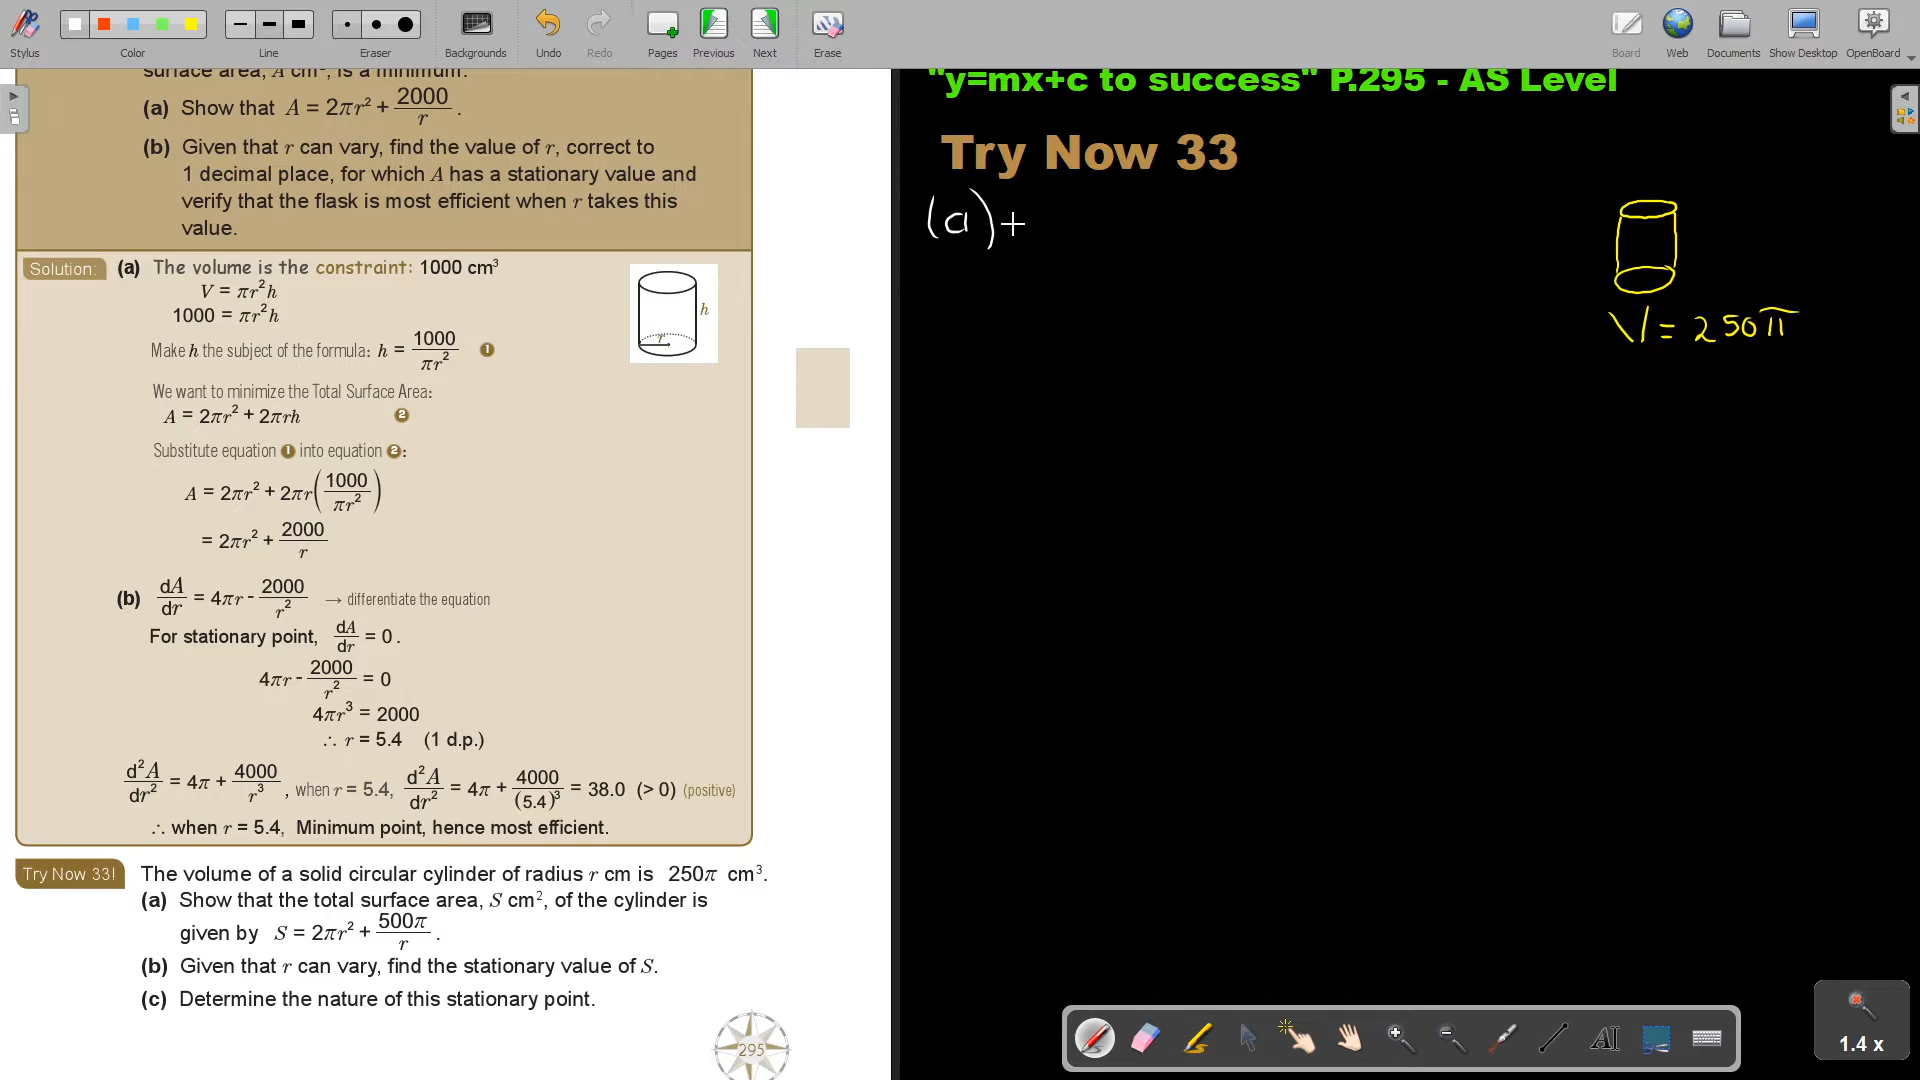 Stylus Color Line Eraser Backgrounds Undo Redo Pages Previous Next Erase Board Web Documents Show Desktop OpenBoard
surface area, A cm², is a minimum.
(a) Show that A = 2πr² + 2000/r .
(b) Given that r can vary, find the value of r, correct to
1 decimal place, for which A has a stationary value and
verify that the flask is most efficient when r takes this
value.
Solution: (a) The volume is the constraint: 1000 cm³
V = πr²h
1000 = πr²h
Make h the subject of the formula: h = 1000/πr² ❶
h
r
We want to minimize the Total Surface Area:
A = 2πr² + 2πrh ❷
Substitute equation ❶ into equation ❷:
A = 2πr² + 2πr(1000/πr²)
= 2πr² + 2000/r
(b) dA/dr = 4πr - 2000/r² → differentiate the equation
For stationary point, dA/dr = 0 .
4πr - 2000/r² = 0
4πr³ = 2000
∴ r = 5.4 (1 d.p.)
d²A/dr² = 4π + 4000/r³ , when r = 5.4, d²A/dr² = 4π + 4000/(5.4)³ = 38.0 (> 0) (positive)
∴ when r = 5.4, Minimum point, hence most efficient.
Try Now 33! The volume of a solid circular cylinder of radius r cm is 250π cm³.
(a) Show that the total surface area, S cm², of the cylinder is
given by S = 2πr² + 500π/r .
(b) Given that r can vary, find the stationary value of S.
(c) Determine the nature of this stationary point.
295
"y=mx+c to success" P.295 - AS Level
Try Now 33
(a)
V = 250π
1.4 x